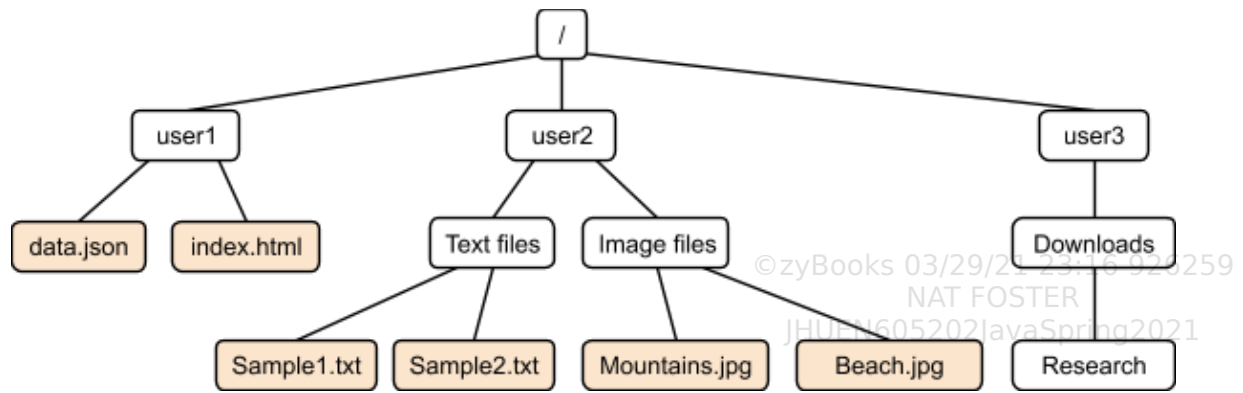 /
user1
user2
user3
data.json
index.html
Text files
Image files
Downloads
©zyBooks 03/29/21 23:16 926259
NAT FOSTER
JHUEN605202JavaSpring2021
Sample1.txt
Sample2.txt
Mountains.jpg
Beach.jpg
Research